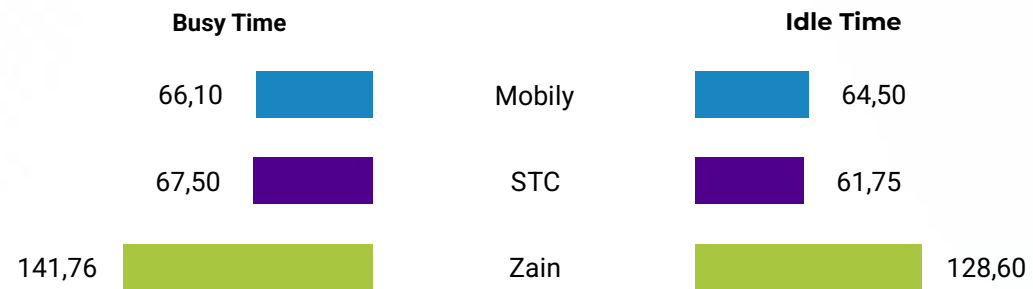 Busy Time Idle Time
66,10 Mobily 64,50
67,50 STC 61,75
141,76 Zain 128,60